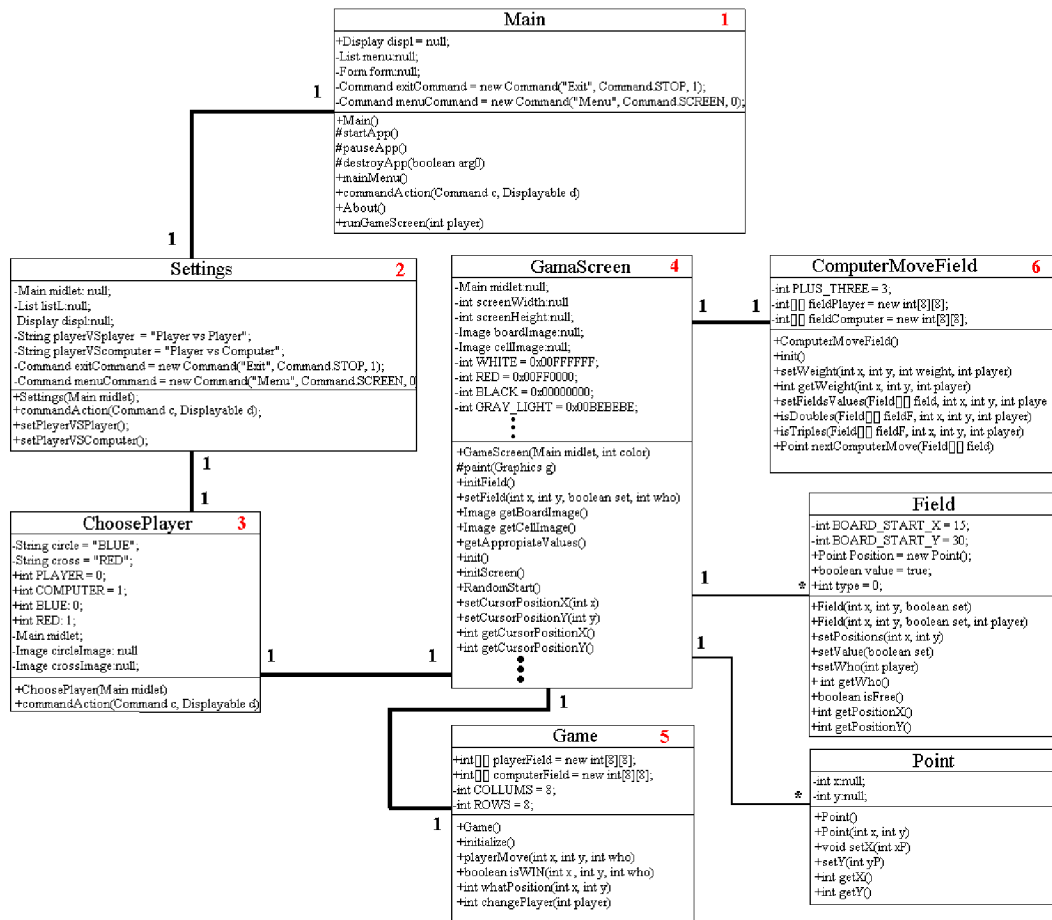 Main 1
+Display displ = null;
-List menu:null;
-Form form:null;
-Command exitCommand = new Command("Exit", Command.STOP, 1);
-Command menuCommand = new Command("Menu", Command.SCREEN, 0);
+Main()
#startApp()
#pauseApp()
#destroyApp(boolean arg0)
+mainMenu()
+commandAction(Command c, Displayable d)
+About()
+runGameScreen(int player)
1
1
Settings 2
-Main midlet: null;
-List listL:null;
Display displ:null;
-String playerVSplayer = "Player vs Player";
-String playerVScomputer = "Player vs Computer";
-Command exitCommand = new Command("Exit", Command.STOP, 1);
-Command menuCommand = new Command("Menu", Command.SCREEN, 0
+Settings(Main midlet);
+commandAction(Command c, Displayable d);
+setPleyerVSPlayer();
+setPlayerVSComputer();
1
1
ChoosePlayer 3
-String circle = "BLUE";
-String cross = "RED";
+int PLAYER = 0;
+int COMPUTER = 1;
+int BLUE: 0;
+int RED: 1;
-Main midlet;
-Image circleImage: null
-Image crossImage:null;
+ChoosePlayer(Main midlet)
+commandAction(Command c, Displayable d)
1
1
GamaScreen 4
-Main midlet:null;
-int screenWidth:null
-int screenHeight:null;
-Image boardImage:null;
-Image cellImage:null;
-int WHITE = 0x00FFFFFF;
-int RED = 0x00FF0000;
-int BLACK = 0x00000000;
-int GRAY_LIGHT = 0x00BEBEBE;
+GameScreen(Main midlet, int color)
#paint(Graphics g)
+initField()
+setField(int x, int y, boolean set, int who)
+Image getBoardImage()
+Image getCellImage()
+getAppropiateValues()
+init()
+initScreen()
+RandomStart()
+setCursorPositionX(int x)
+setCursorPositionY(int y)
+int getCursorPositionX()
+int getCursorPositionY()
1
1
Game 5
+int[][] playerField = new int[8][8];
+int[][] computerField = new int[8][8];
-int COLLUMS = 8;
-int ROWS = 8;
+Game()
+initialize()
+playerMove(int x, int y, int who)
+boolean isWIN(int x, int y, int who)
+int whatPosition(int x, int y)
+int changePlayer(int player)
1
1
ComputerMoveField 6
-int PLUS_THREE = 3;
-int[][] fieldPlayer = new int[8][8];
-int[][] fieldComputer = new int[8][8];
+ComputerMoveField()
+init()
+setWeight(int x, int y, int weight, int player)
+int getWeight(int x, int y, int player)
+setFieldsValues(Field[][] field, int x, int y, int playe
+isDoubles(Field[][] fieldF, int x, int y, int player)
+isTriples(Field[][] fieldF, int x, int y, int player)
+Point nextComputerMove(Field[][] field)
1
*
Field
-int BOARD_START_X = 15;
-int BOARD_START_Y = 30;
+Point Position = new Point();
+boolean value = true;
+int type = 0;
+Field(int x, int y, boolean set)
+Field(int x, int y, boolean set, int player)
+setPositions(int x, int y)
+setValue(boolean set)
+setWho(int player)
+ int getWho()
+boolean isFree()
+int getPositionX()
+int getPositionY()
1
*
Point
-int x:null;
-int y:null;
+Point()
+Point(int x, int y)
+void setX(int xP)
+setY(int yP)
+int getX()
+int getY()